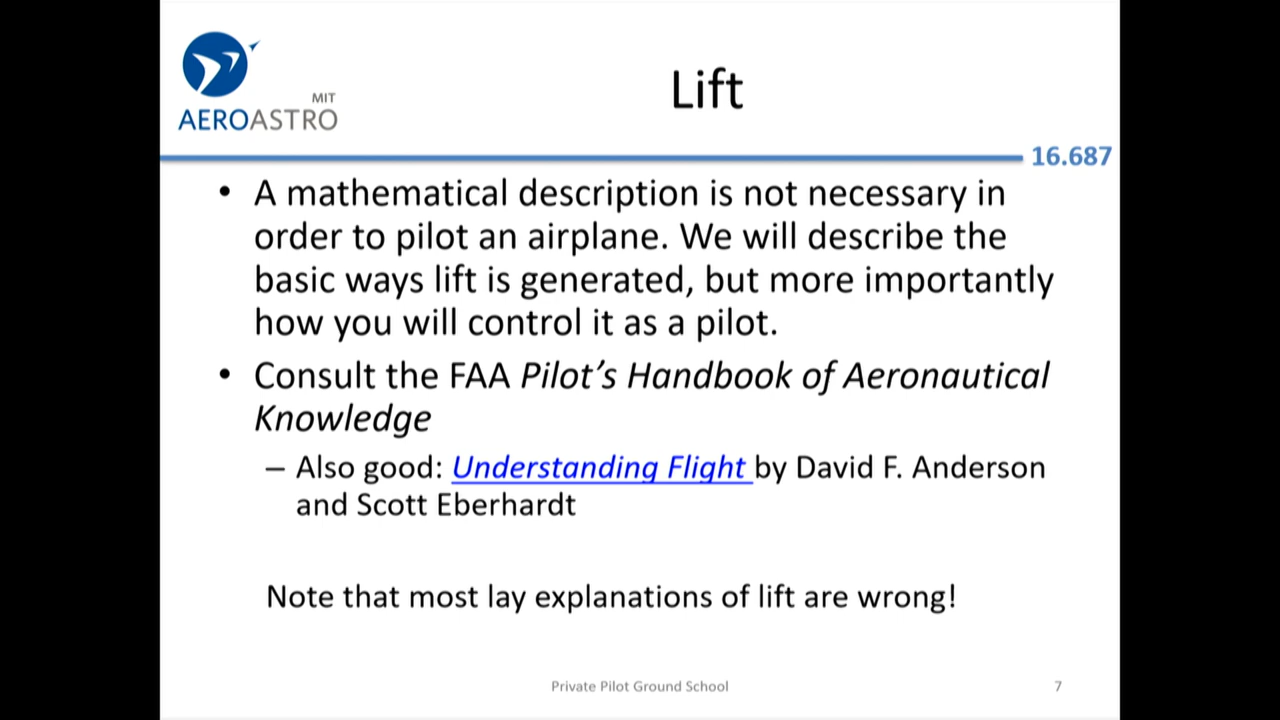 MIT
AEROASTRO
Lift
16.687
• A mathematical description is not necessary in
order to pilot an airplane. We will describe the
basic ways lift is generated, but more importantly
how you will control it as a pilot.
• Consult the FAA Pilot’s Handbook of Aeronautical
Knowledge
– Also good: Understanding Flight by David F. Anderson
and Scott Eberhardt
Note that most lay explanations of lift are wrong!
Private Pilot Ground School
7